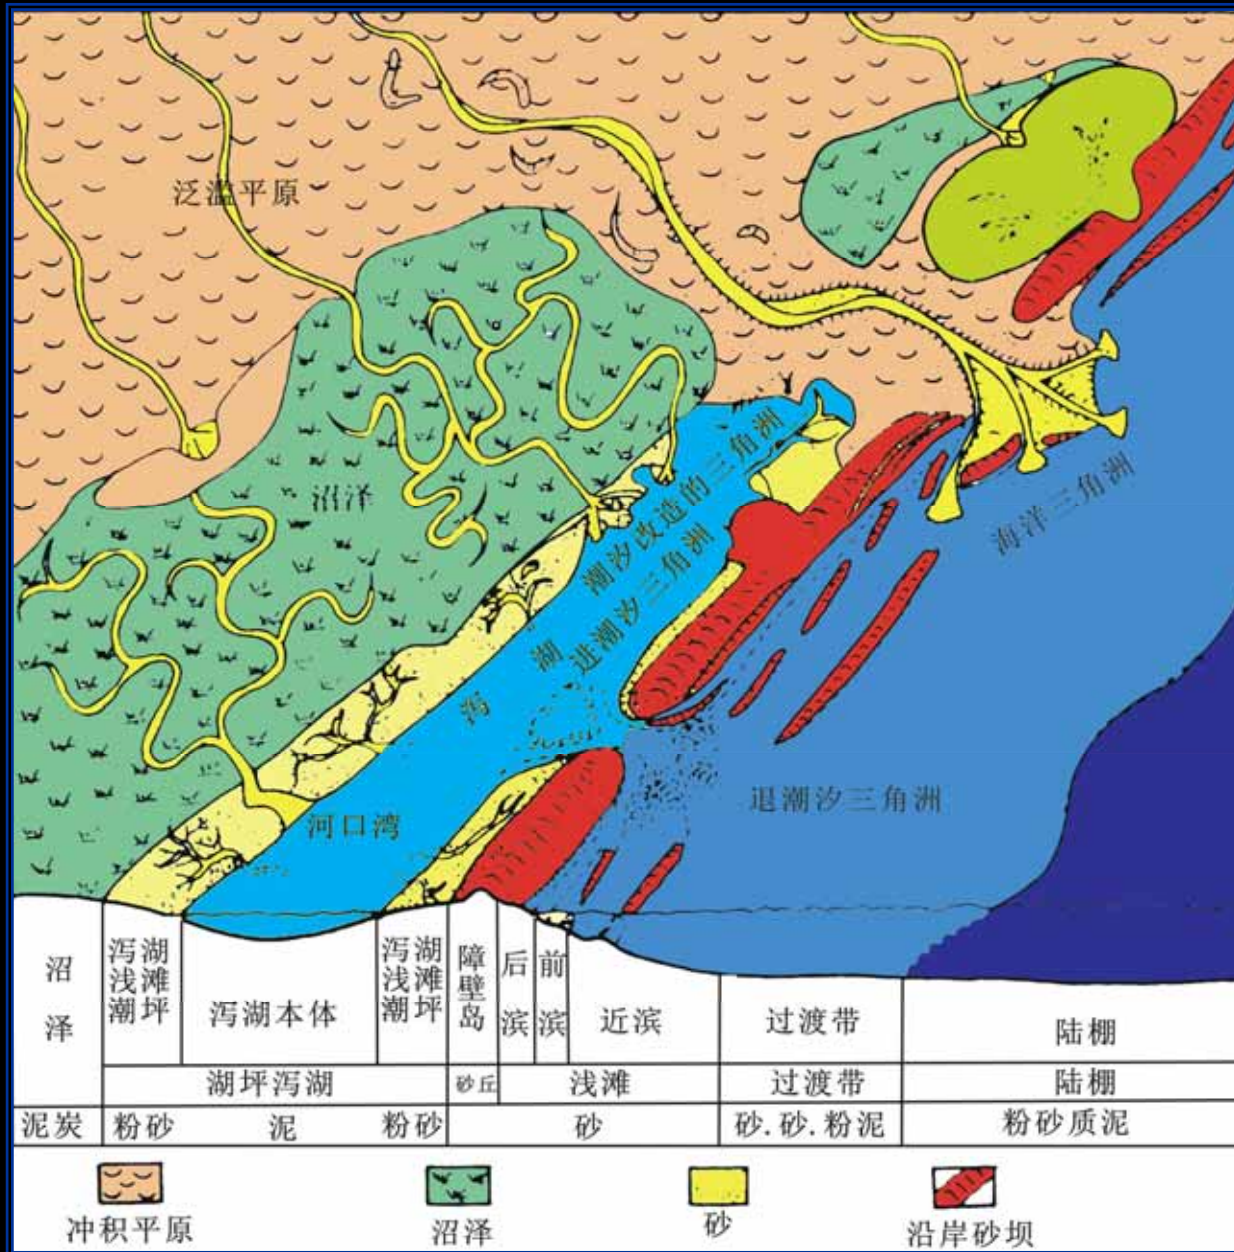 泛滥平原
沼泽
潮汐改造的三角洲
进潮汐三角洲
泻湖
海洋三角洲
退潮汐三角洲
河口湾
沼泽
泻湖
浅滩
潮坪
泻湖本体
泻湖
浅滩
潮坪
障壁岛
后滨
前滨
近滨
过渡带
陆棚
湖坪泻湖
砂丘
浅滩
过渡带
陆棚
泥炭
粉砂
泥
粉砂
砂
砂.砂.粉泥
粉砂质泥
冲积平原
沼泽
砂
沿岸砂坝